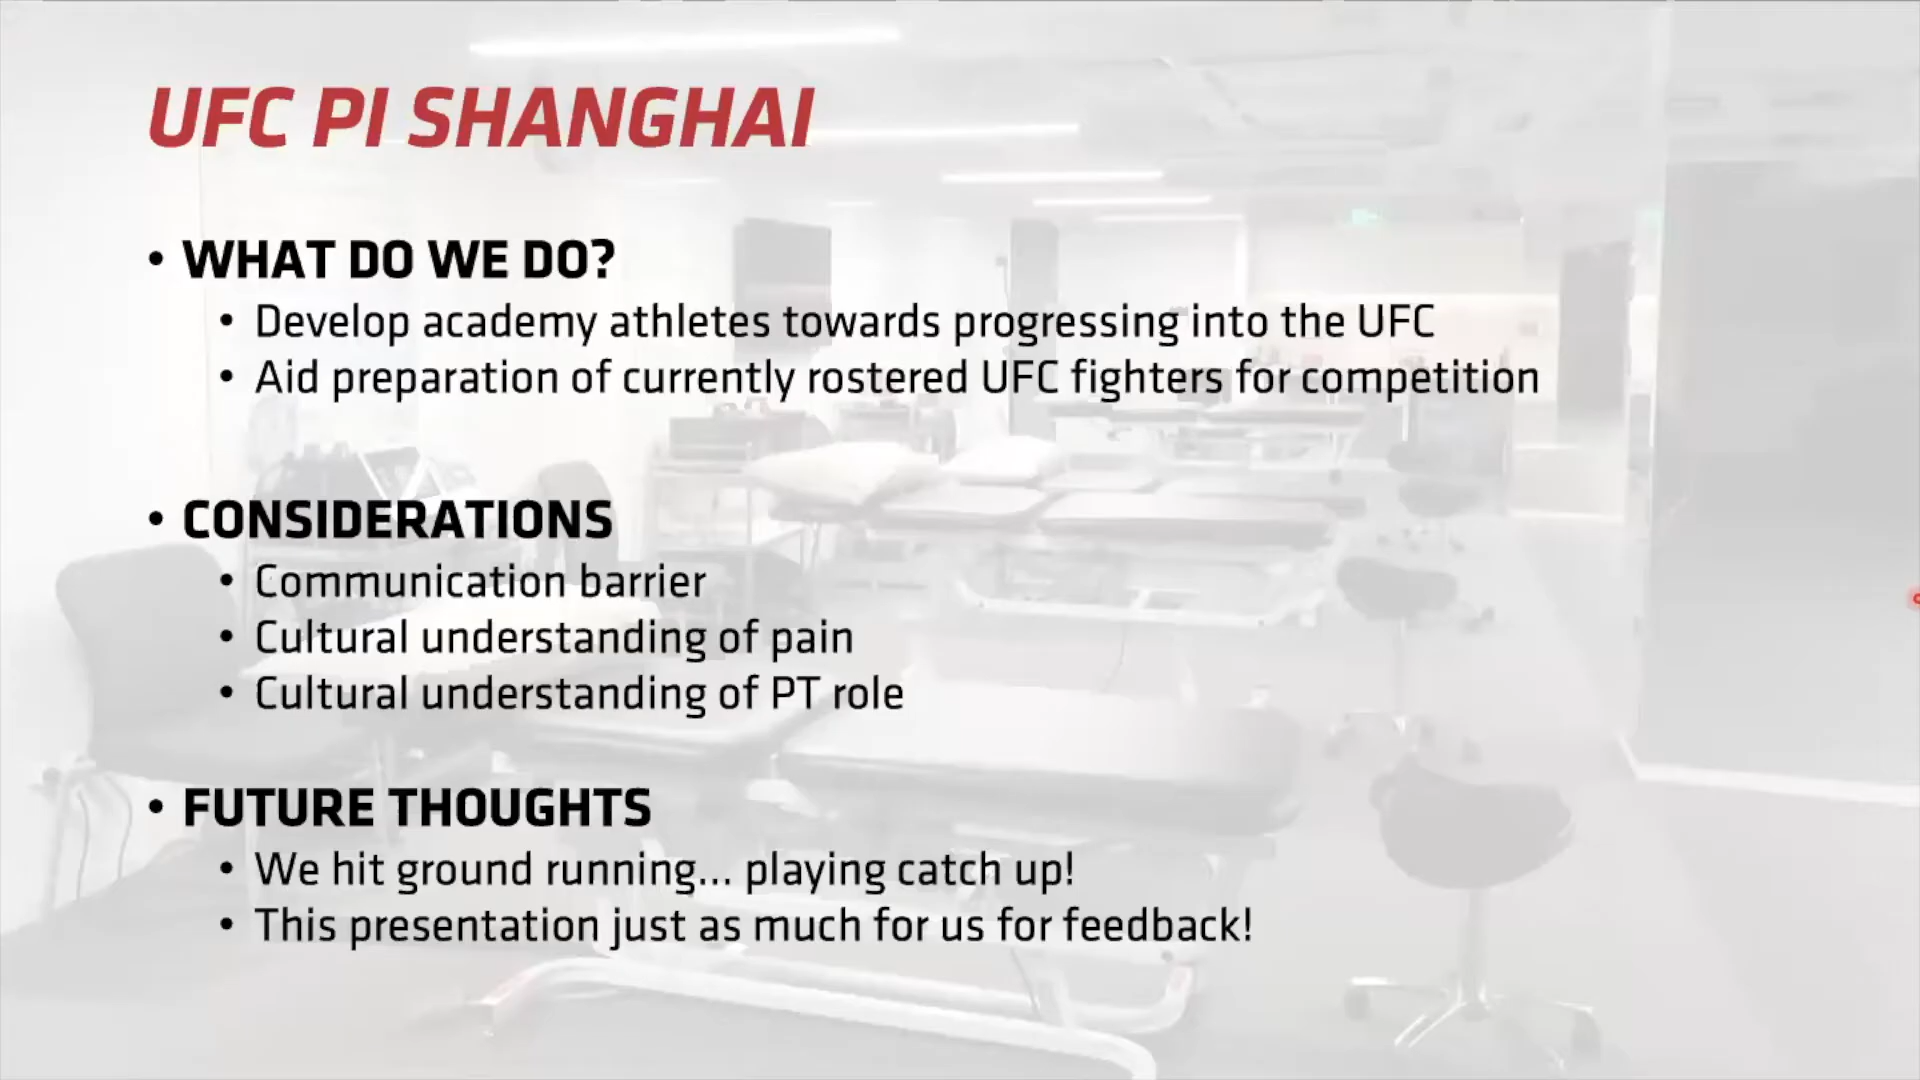 UFC PI SHANGHAI
• WHAT DO WE DO?
• Develop academy athletes towards progressing into the UFC
• Aid preparation of currently rostered UFC fighters for competition
• CONSIDERATIONS
• Communication barrier
• Cultural understanding of pain
• Cultural understanding of PT role
• FUTURE THOUGHTS
• We hit ground running... playing catch up!
• This presentation just as much for us for feedback!